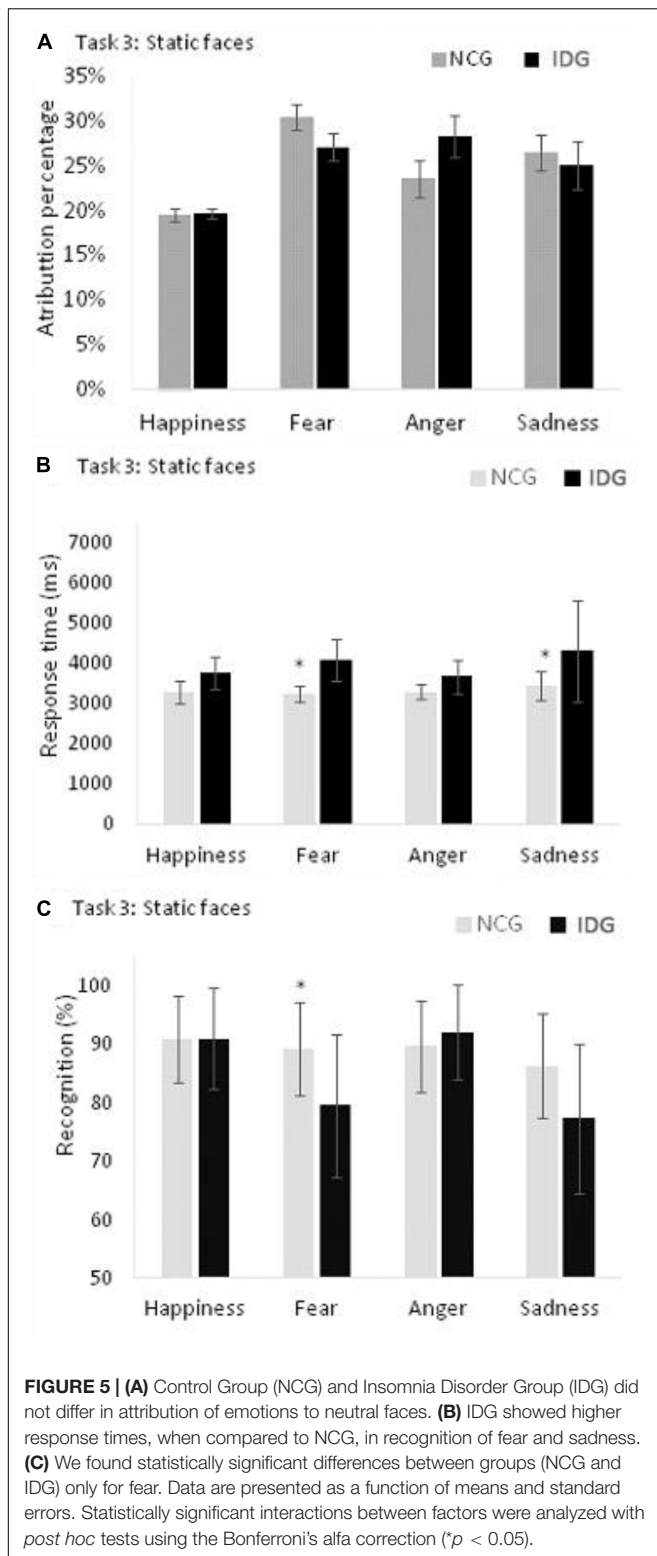 A Task 3: Static faces
NCG IDG
35%
30%
25%
20%
15%
10%
5%
0%
Atributtion percentage
Happiness Fear Anger Sadness
B Task 3: Static faces
NCG IDG
7000
6000
5000
4000
3000
2000
1000
0
Response time (ms)
* *
Happiness Fear Anger Sadness
C Task 3: Static faces
NCG IDG
100
90
80
70
60
50
Recognition (%)
*
Happiness Fear Anger Sadness
FIGURE 5 | (A) Control Group (NCG) and Insomnia Disorder Group (IDG) did
not differ in attribution of emotions to neutral faces. (B) IDG showed higher
response times, when compared to NCG, in recognition of fear and sadness.
(C) We found statistically significant differences between groups (NCG and
IDG) only for fear. Data are presented as a function of means and standard
errors. Statistically significant interactions between factors were analyzed with
post hoc tests using the Bonferroni's alfa correction (*p < 0.05).